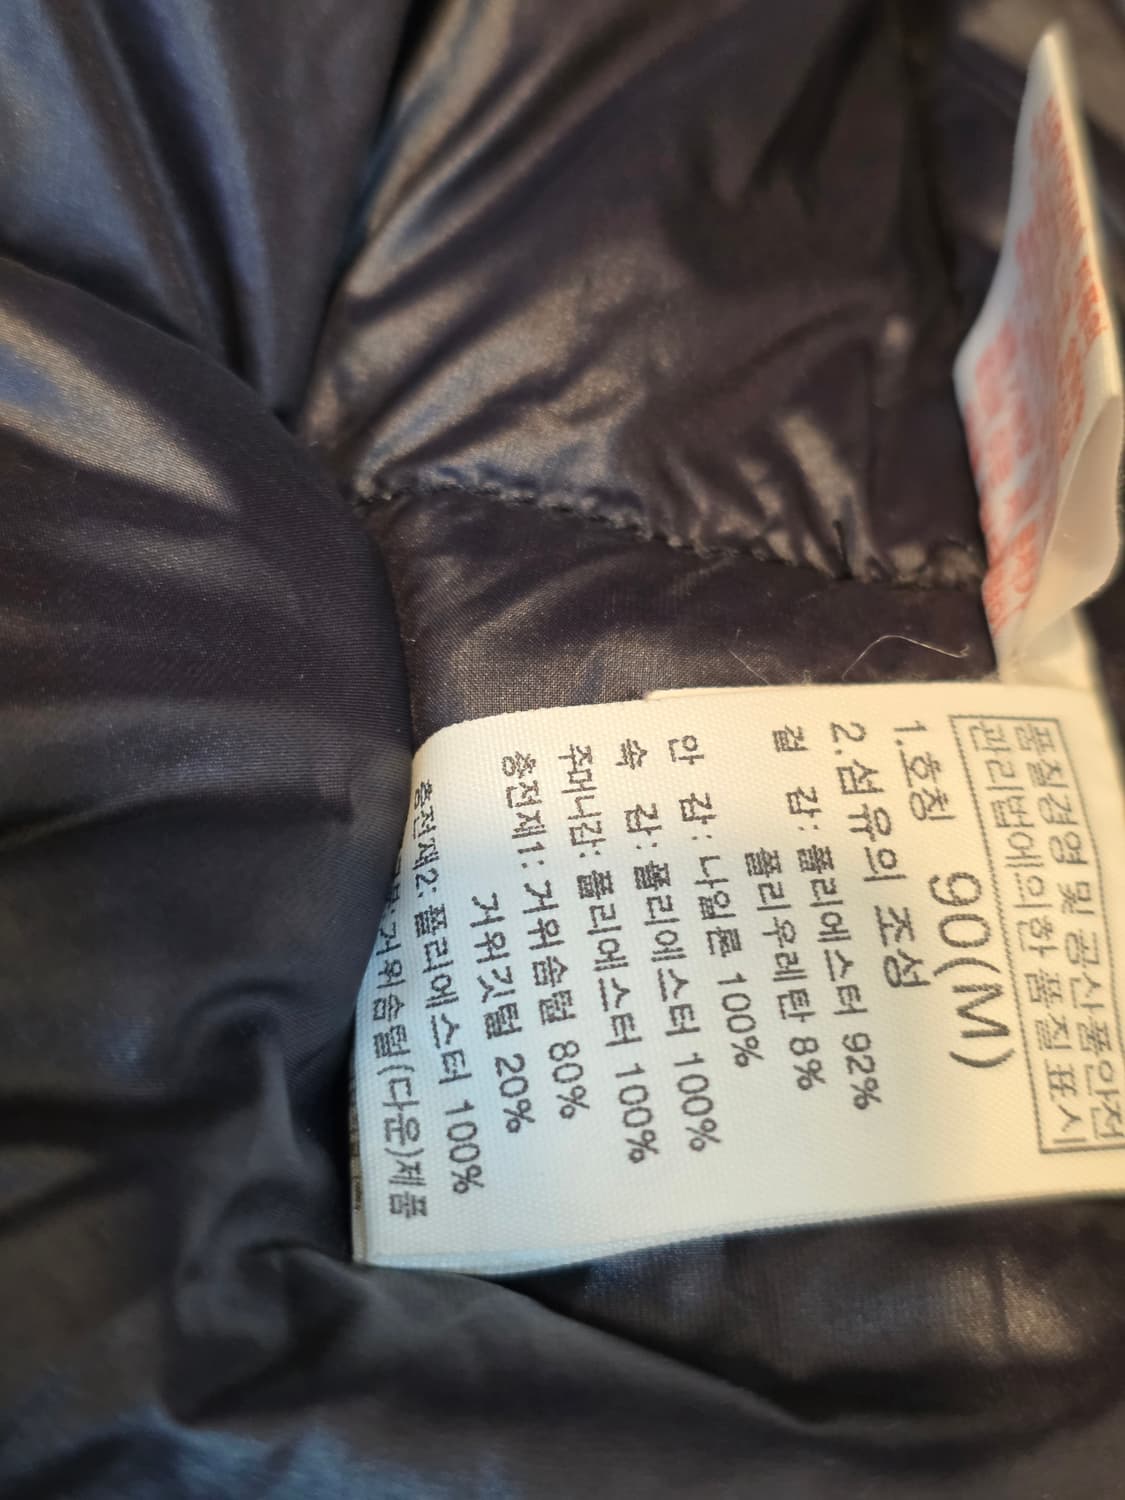 품질경영 및 공산품안전
관리법에의한 품질표시
1.호칭 90(M)
2.섬유의 조성
겉 감: 폴리에스터 92%
폴리우레탄 8%
안 감: 나일론 100%
속 감: 폴리에스터 100%
주머니감: 폴리에스터 100%
충전재1: 거위솜털 80%
거위깃털 20%
충전재2: 폴리에스터 100%
거위솜털(다운)제품